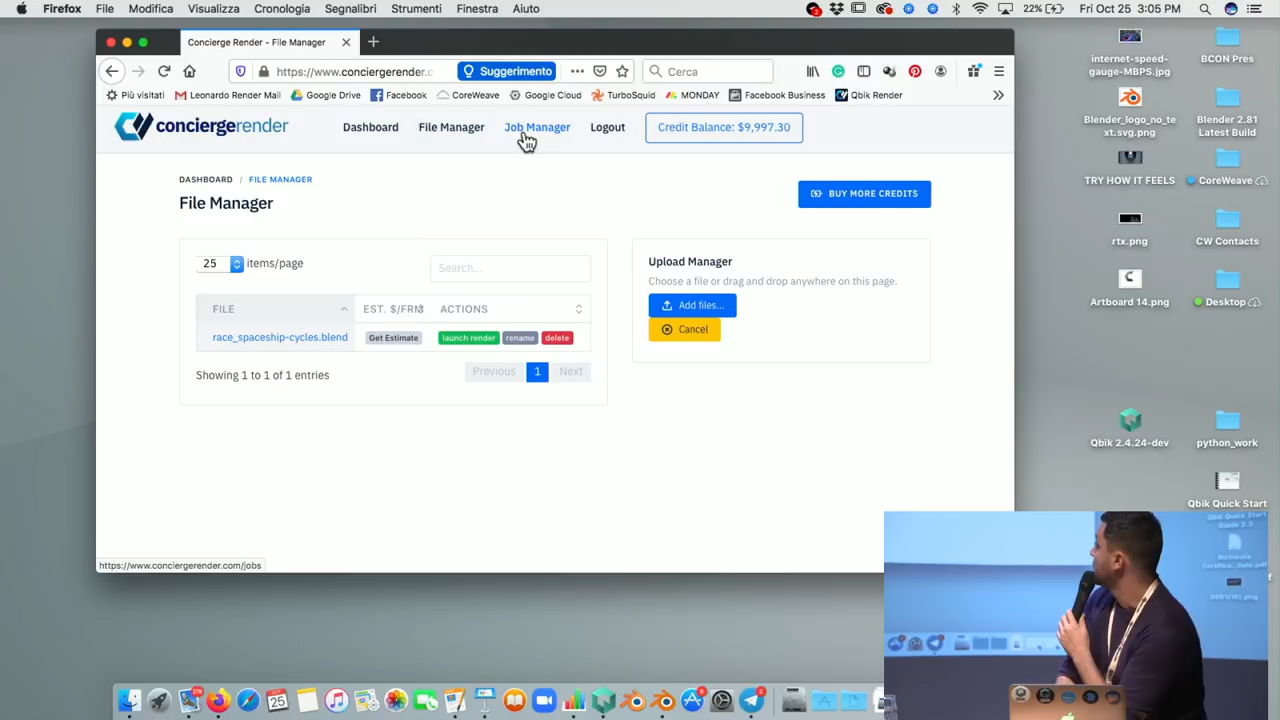 Firefox File Modifica Visualizza Cronologia Segnalibri Strumenti Finestra Aiuto
22% Fri Oct 25 3:05 PM
Concierge Render - File Manager
https://www.conciergerender.c
Suggerimento
Cerca
Più visitati Leonardo Render Mail Google Drive Facebook CoreWeave Google Cloud TurboSquid MONDAY Facebook Business Qbik Render
conciergerender
Dashboard File Manager Job Manager Logout Credit Balance: $9,997.30
DASHBOARD / FILE MANAGER
File Manager
BUY MORE CREDITS
25 items/page
Search...
FILE EST. $/FRM ACTIONS
race_spaceship-cycles.blend Get Estimate launch render rename delete
Showing 1 to 1 of 1 entries
Previous 1 Next
Upload Manager
Choose a file or drag and drop anywhere on this page.
Add files...
Cancel
https://www.conciergerender.com/jobs
internet-speed-
gauge-MBPS.jpg
BCON Pres
Blender_logo_no_te
xt.svg.png
Blender 2.81
Latest Build
TRY HOW IT FEELS
CoreWeave
rtx.png
CW Contacts
Artboard 14.png
Desktop
Qbik 2.4.24-dev
python_work
Qbik Quick Start
Guide 2.3